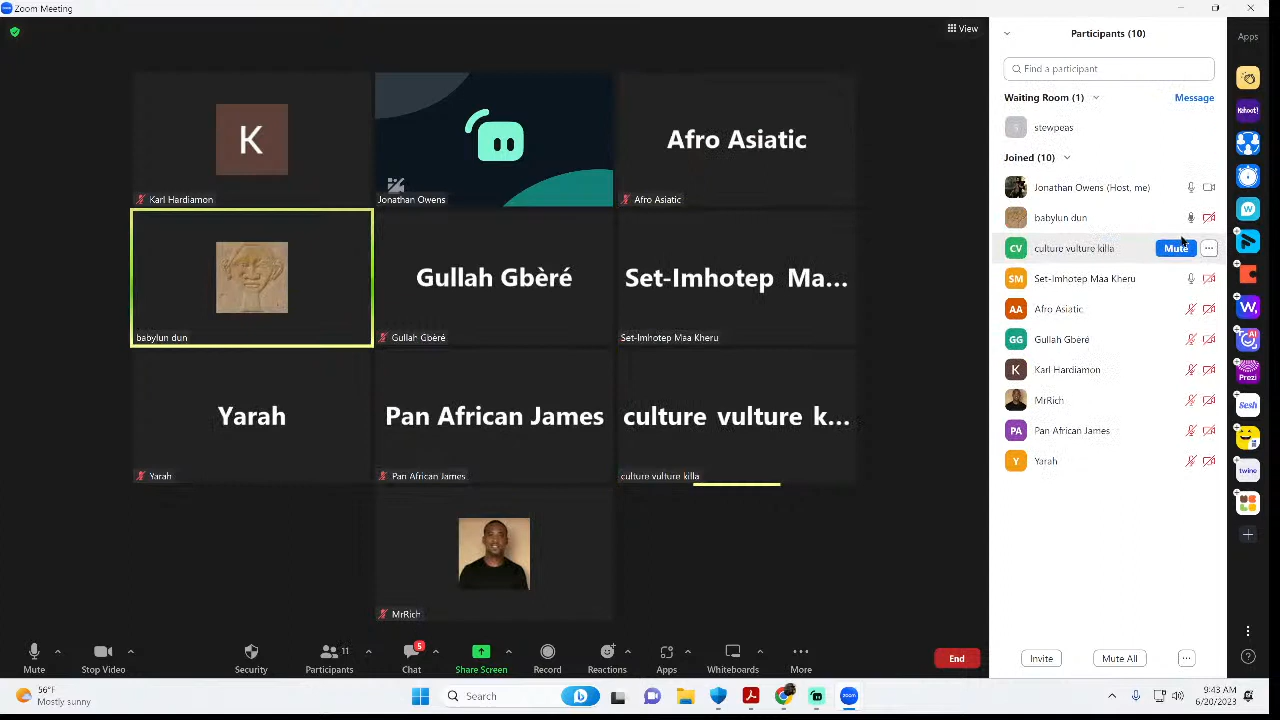 Zoom Meeting
View
K
Karl Hardiamon
Jonathan Owens
Afro Asiatic
Afro Asiatic
babylun dun
Gullah Gbèré
Gullah Gbèré
Set-Imhotep Ma...
Set-Imhotep Maa Kheru
Yarah
Yarah
Pan African James
Pan African James
culture vulture k...
culture vulture killa
MrRich
Participants (10)
Find a participant
Waiting Room (1)
Message
S
stewpeas
Joined (10)
Jonathan Owens (Host, me)
babylun dun
CV
culture vulture killa
Mute
SM
Set-Imhotep Maa Kheru
AA
Afro Asiatic
GG
Gullah Gbèré
K
Karl Hardiamon
MrRich
PA
Pan African James
Y
Yarah
Invite
Mute All
Apps
Kahoot!
W
W
AI
Prezi
Sesh
twine
Mute
Stop Video
Security
11
Participants
5
Chat
Share Screen
Record
Reactions
Apps
Whiteboards
More
End
56°F
Mostly sunny
Search
9:43 AM
6/20/2023